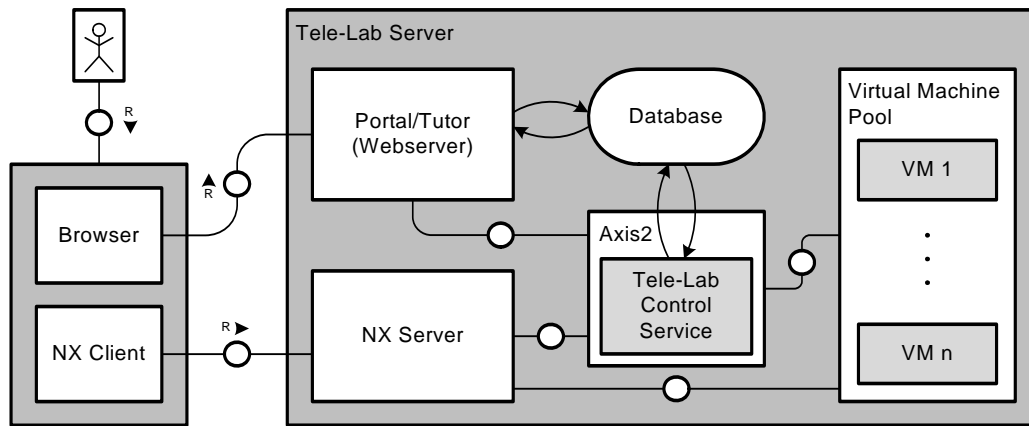 Tele-Lab Server
R
Portal/Tutor
(Webserver)
Database
Virtual Machine
Pool
VM 1
R
Browser
Axis2
.
.
.
Tele-Lab
Control
Service
R
NX Client
NX Server
VM n